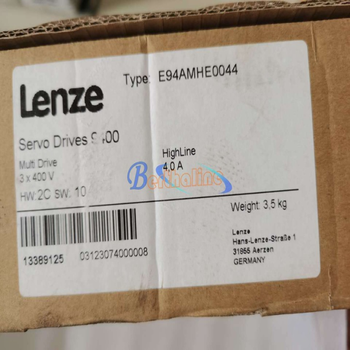 Type: E94AMHE0044
Lenze
Servo Drives 9400
Multi Drive
3 x 400 V
HighLine
4,0 A
HW: 2C SW: 10
Weight: 3,5 kg
13389125 03123074000008
Lenze
Hans-Lenze-Straße 1
31855 Aerzen
GERMANY